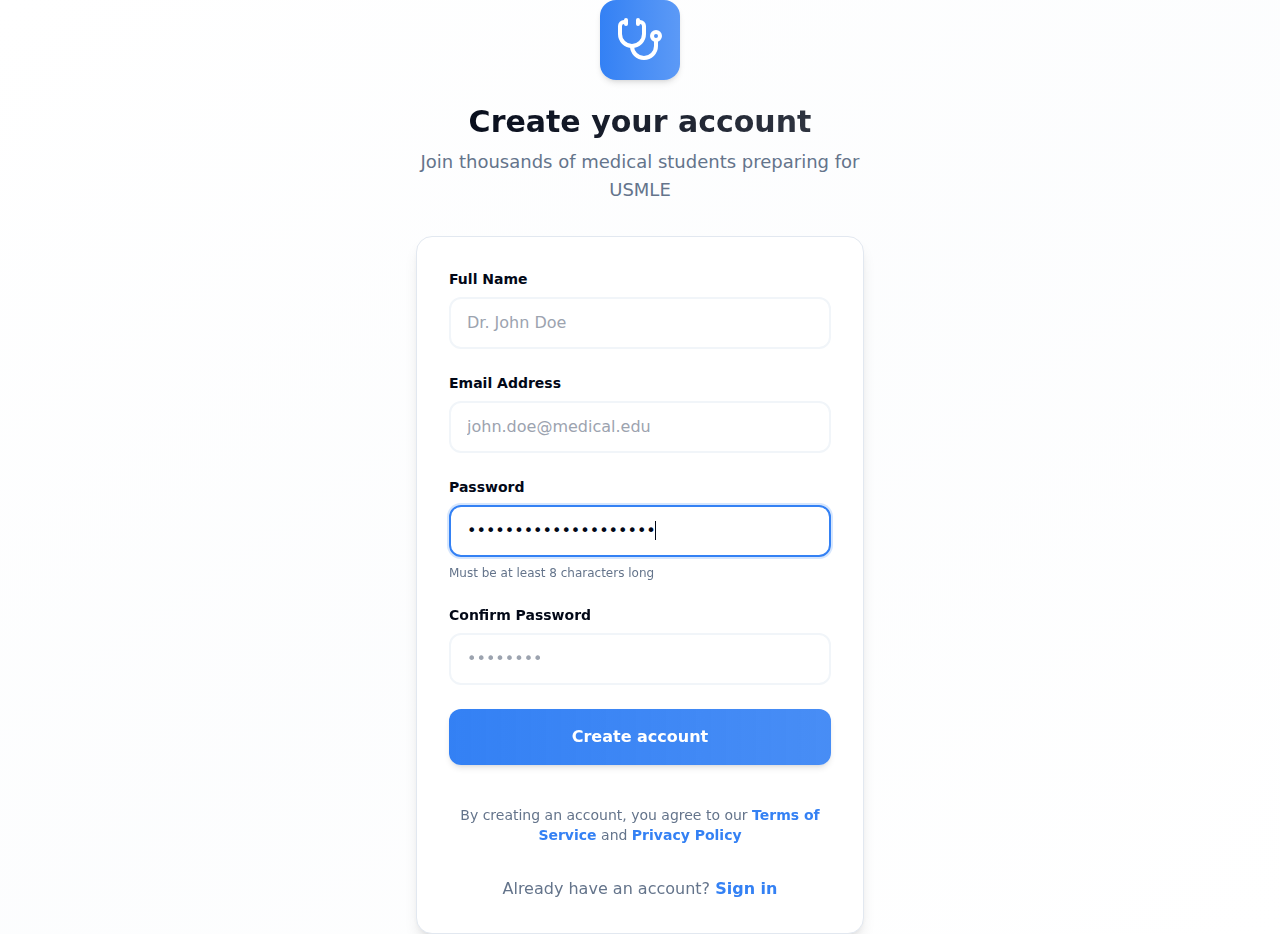 Create your account
Join thousands of medical students preparing for
USMLE
Full Name
Dr. John Doe
Email Address
john.doe@medical.edu
Password
••••••••••••••••••••
Must be at least 8 characters long
Confirm Password
••••••••
Create account
By creating an account, you agree to our Terms of
Service and Privacy Policy
Already have an account? Sign in